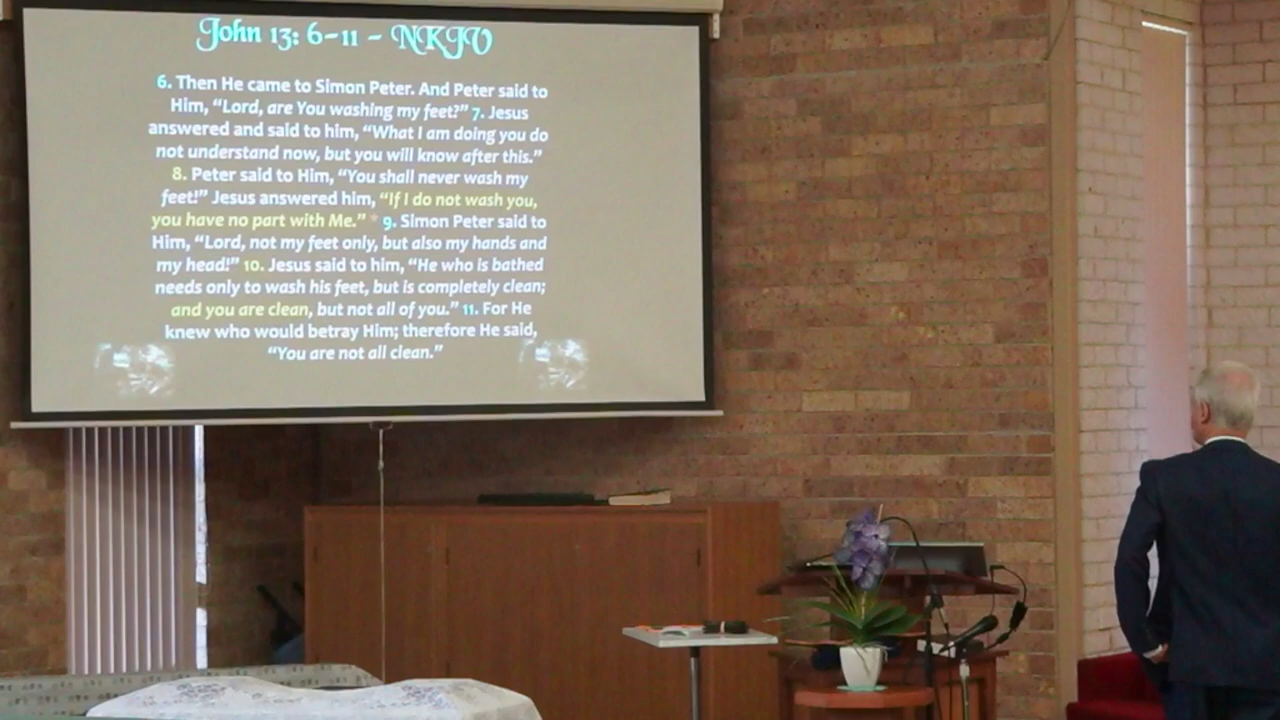 John 13: 6-11 - NKJV
6. Then He came to Simon Peter. And Peter said to
Him, “Lord, are You washing my feet?” 7. Jesus
answered and said to him, “What I am doing you do
not understand now, but you will know after this.”
8. Peter said to Him, “You shall never wash my
feet!” Jesus answered him, “If I do not wash you,
you have no part with Me.” * 9. Simon Peter said to
Him, “Lord, not my feet only, but also my hands and
my head!” 10. Jesus said to him, “He who is bathed
needs only to wash his feet, but is completely clean;
and you are clean, but not all of you.” 11. For He
knew who would betray Him; therefore He said,
“You are not all clean.”